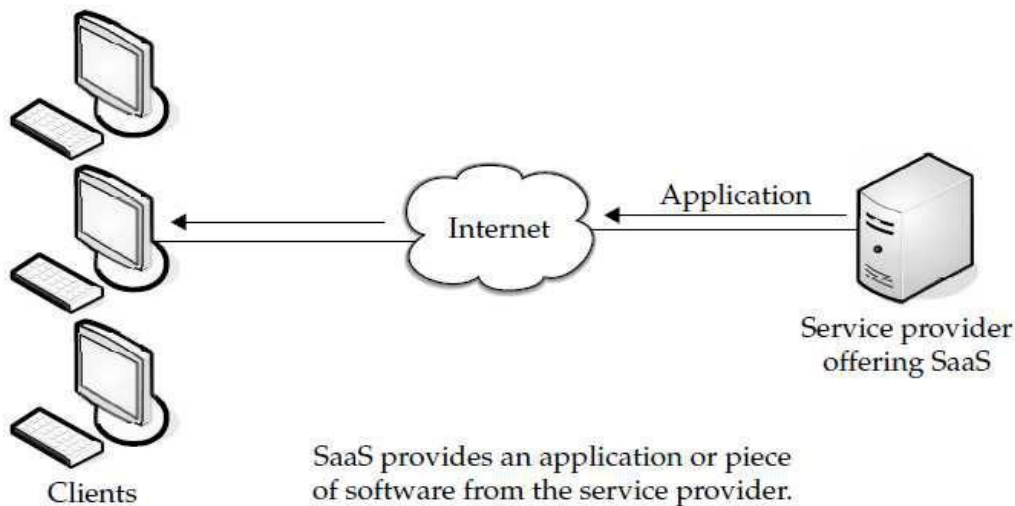 Application
Internet
Service provider
offering SaaS
Clients
SaaS provides an application or piece
of software from the service provider.